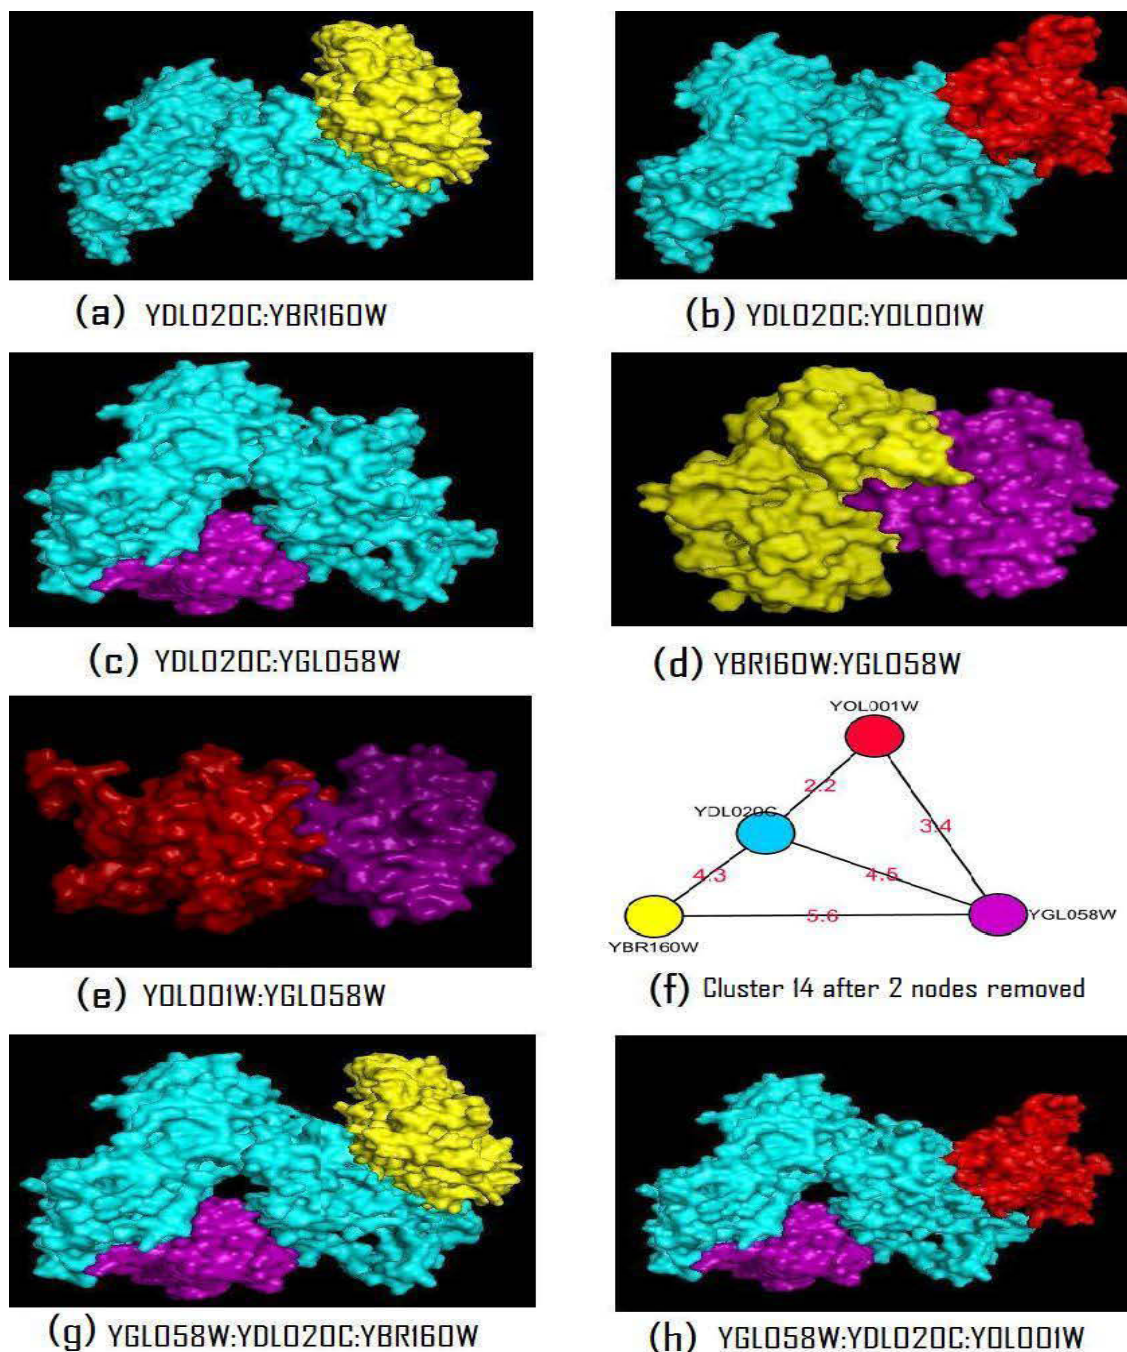 (a) YDL020C:YBR160W
(b) YDL020C:YOL001W
(c) YDL020C:YGL058W
(d) YBR160W:YGL058W
YOL001W
2.2
YDL020C
3.4
4.3
4.5
5.6
YGL058W
YBR160W
(e) YOL001W:YGL058W
(f) Cluster 14 after 2 nodes removed
(g) YGL058W:YDL020C:YBR160W
(h) YGL058W:YDL020C:YOL001W